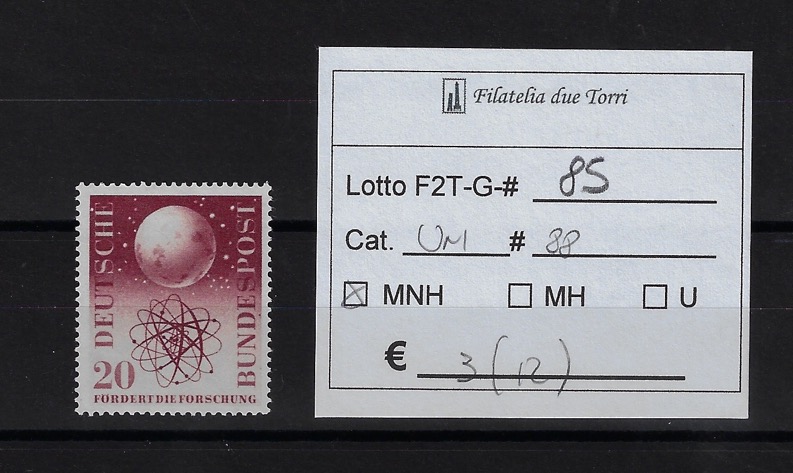 DEUTSCHE
BUNDESPOST
20
FÖRDERT DIE FORSCHUNG
Filatelia due Torri
Lotto F2T-G-# 85
Cat. UM # 88
☒ MNH ☐ MH ☐ U
€ 3 (12)